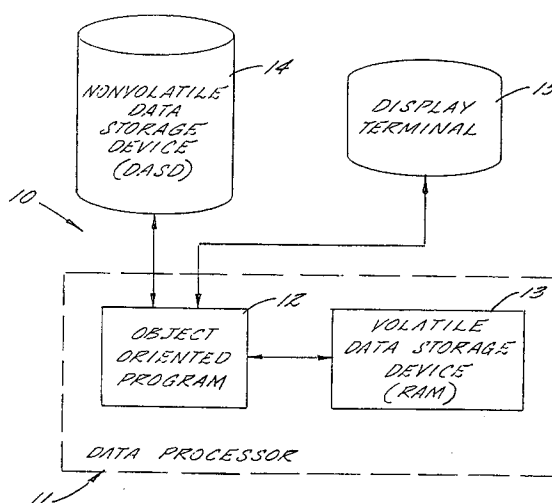 14
NONVOLATILE
DATA
STORAGE
DEVICE
(DASD)
15
DISPLAY
TERMINAL
10
12
OBJECT
ORIENTED
PROGRAM
13
VOLATILE
DATA STORAGE
DEVICE
(RAM)
DATA PROCESSOR
11